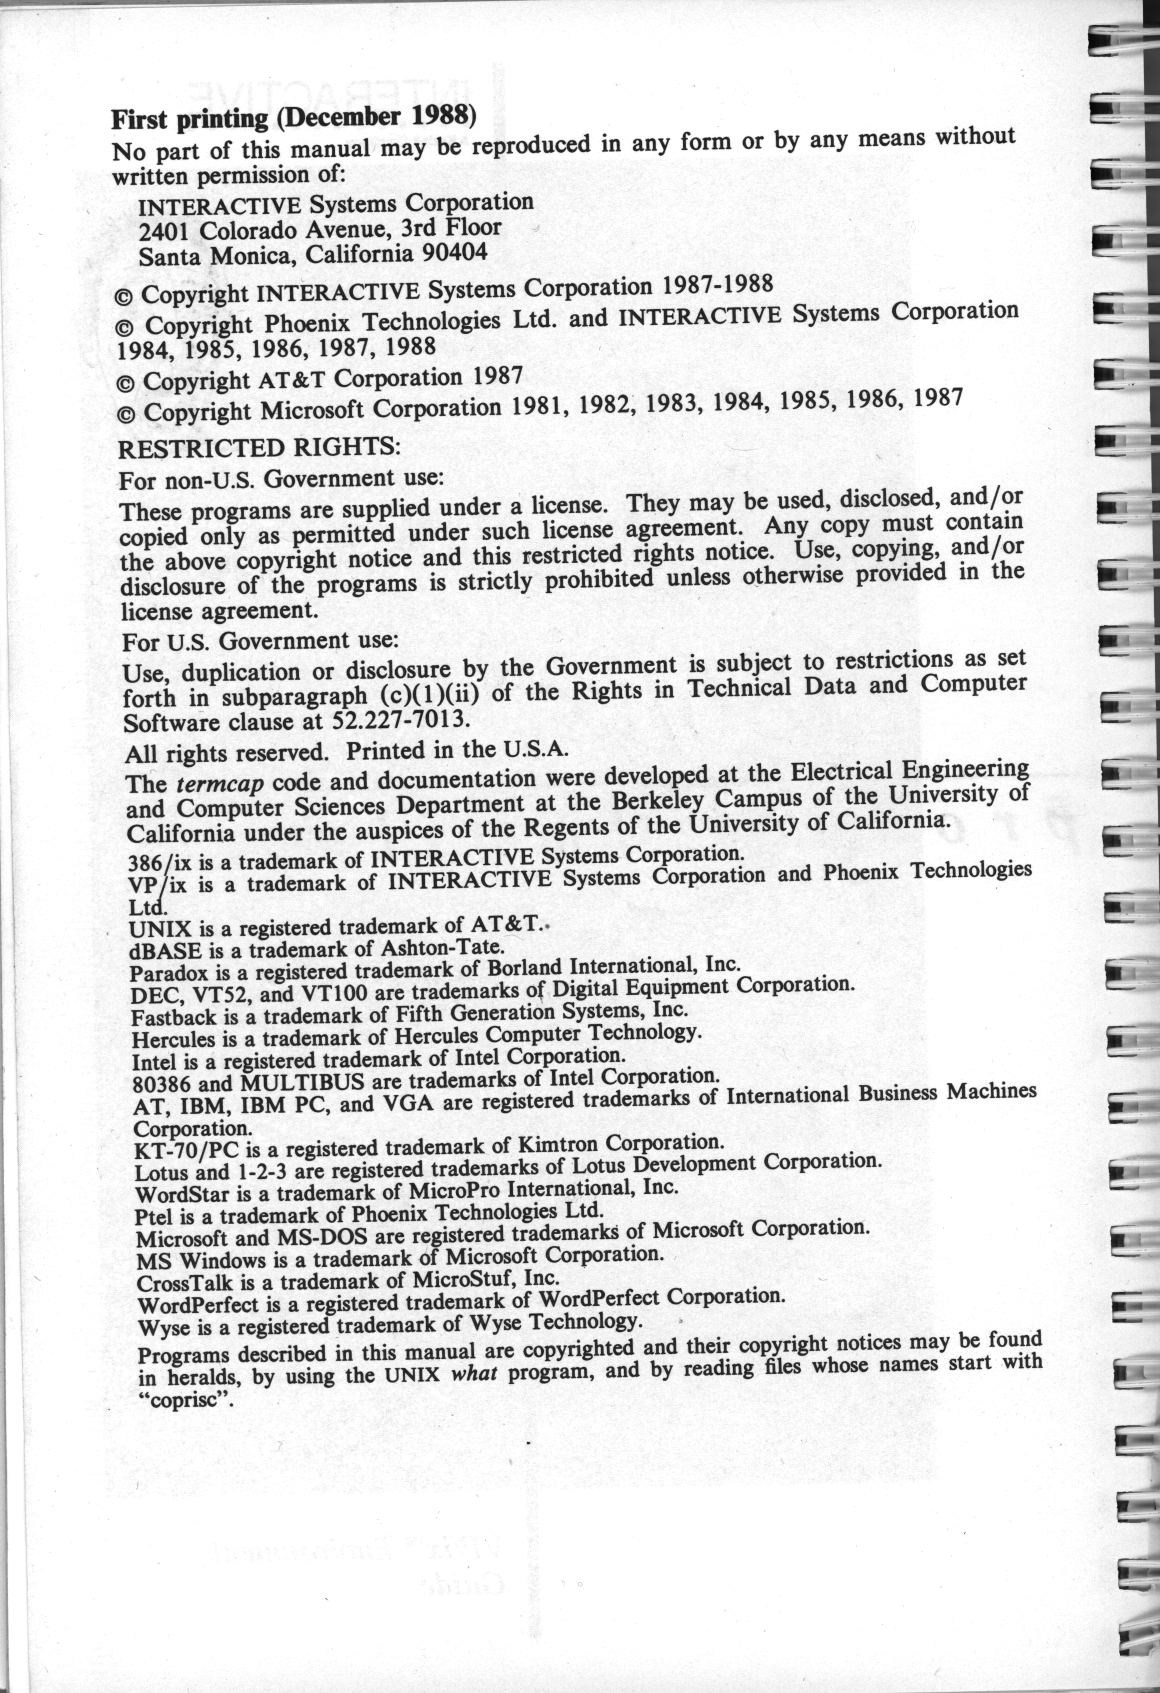 First printing (December 1988)
No part of this manual may be reproduced in any form or by any means without
written permission of:
INTERACTIVE Systems Corporation
2401 Colorado Avenue, 3rd Floor
Santa Monica, California 90404
© Copyright INTERACTIVE Systems Corporation 1987-1988
© Copyright Phoenix Technologies Ltd. and INTERACTIVE Systems Corporation
1984, 1985, 1986, 1987, 1988
© Copyright AT&T Corporation 1987
© Copyright Microsoft Corporation 1981, 1982, 1983, 1984, 1985, 1986, 1987
RESTRICTED RIGHTS:
For non-U.S. Government use:
These programs are supplied under a license. They may be used, disclosed, and/or
copied only as permitted under such license agreement. Any copy must contain
the above copyright notice and this restricted rights notice. Use, copying, and/or
disclosure of the programs is strictly prohibited unless otherwise provided in the
license agreement.
For U.S. Government use:
Use, duplication or disclosure by the Government is subject to restrictions as set
forth in subparagraph (c)(1)(ii) of the Rights in Technical Data and Computer
Software clause at 52.227-7013.
All rights reserved. Printed in the U.S.A.
The termcap code and documentation were developed at the Electrical Engineering
and Computer Sciences Department at the Berkeley Campus of the University of
California under the auspices of the Regents of the University of California.
386/ix is a trademark of INTERACTIVE Systems Corporation.
VP/ix is a trademark of INTERACTIVE Systems Corporation and Phoenix Technologies
Ltd.
UNIX is a registered trademark of AT&T.
dBASE is a trademark of Ashton-Tate.
Paradox is a registered trademark of Borland International, Inc.
DEC, VT52, and VT100 are trademarks of Digital Equipment Corporation.
Fastback is a trademark of Fifth Generation Systems, Inc.
Hercules is a trademark of Hercules Computer Technology.
Intel is a registered trademark of Intel Corporation.
80386 and MULTIBUS are trademarks of Intel Corporation.
AT, IBM, IBM PC, and VGA are registered trademarks of International Business Machines
Corporation.
KT-70/PC is a registered trademark of Kimtron Corporation.
Lotus and 1-2-3 are registered trademarks of Lotus Development Corporation.
WordStar is a trademark of MicroPro International, Inc.
Ptel is a trademark of Phoenix Technologies Ltd.
Microsoft and MS-DOS are registered trademarks of Microsoft Corporation.
MS Windows is a trademark of Microsoft Corporation.
CrossTalk is a trademark of MicroStuf, Inc.
WordPerfect is a registered trademark of WordPerfect Corporation.
Wyse is a registered trademark of Wyse Technology.
Programs described in this manual are copyrighted and their copyright notices may be found
in heralds, by using the UNIX what program, and by reading files whose names start with
“coprisc”.